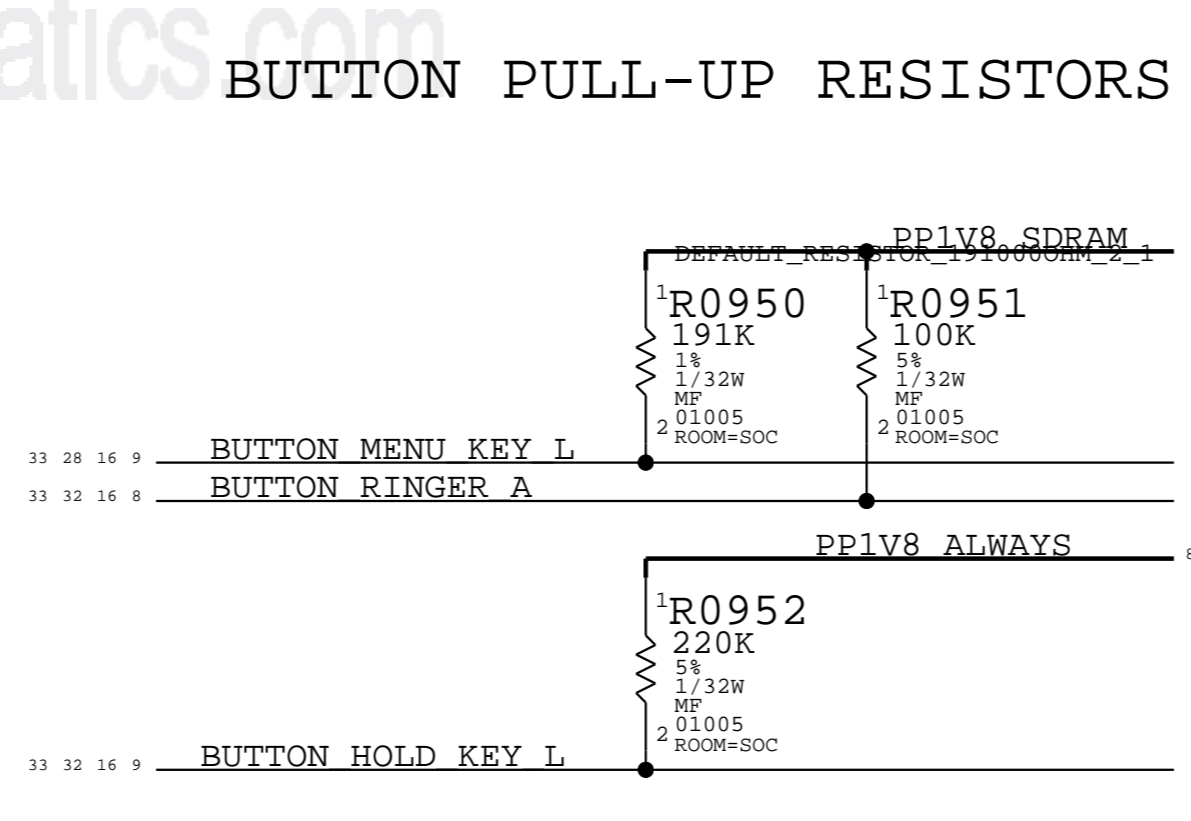 atics.com
BUTTON PULL-UP RESISTORS
PP1V8_SDRAM
DEFAULT_RESISTOR_191000OHM_2_1
1 R0950
191K
1%
1/32W
MF
2 01005
ROOM=SOC
1 R0951
100K
5%
1/32W
MF
2 01005
ROOM=SOC
33 28 16 9 BUTTON_MENU_KEY_L
33 32 16 8 BUTTON_RINGER_A
PP1V8_ALWAYS 8
1 R0952
220K
5%
1/32W
MF
2 01005
ROOM=SOC
33 32 16 9 BUTTON_HOLD_KEY_L